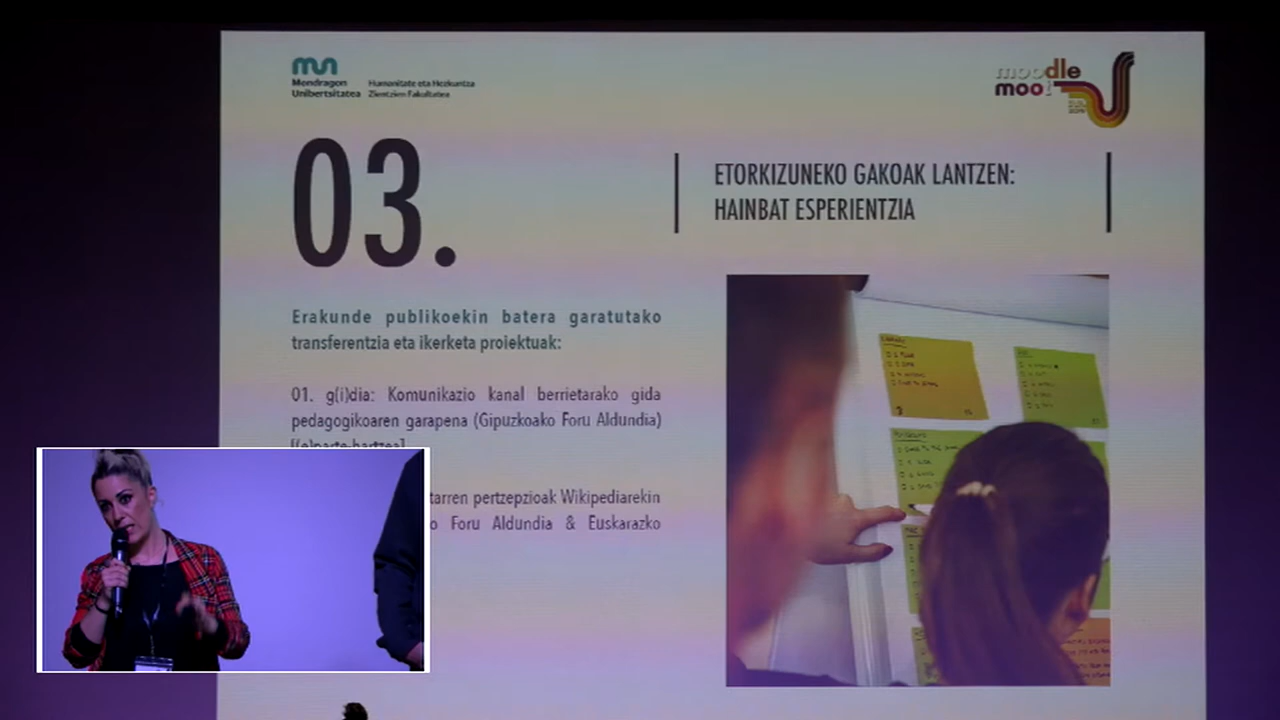 Mondragon
Unibertsitatea
Humanitate eta Hezkuntza
Zientzien Fakultatea
moodle
moot
03.
ETORKIZUNEKO GAKOAK LANTZEN:
HAINBAT ESPERIENTZIA
Erakunde publikoekin batera garatutako
transferentzia eta ikerketa proiektuak:
01. g(i)dia: Komunikazio kanal berrietarako gida
pedagogikoaren garapena (Gipuzkoako Foru Aldundia)
[(e)parte-hartzea]
tarren pertzepzioak Wikipediarekin
o Foru Aldundia & Euskarazko